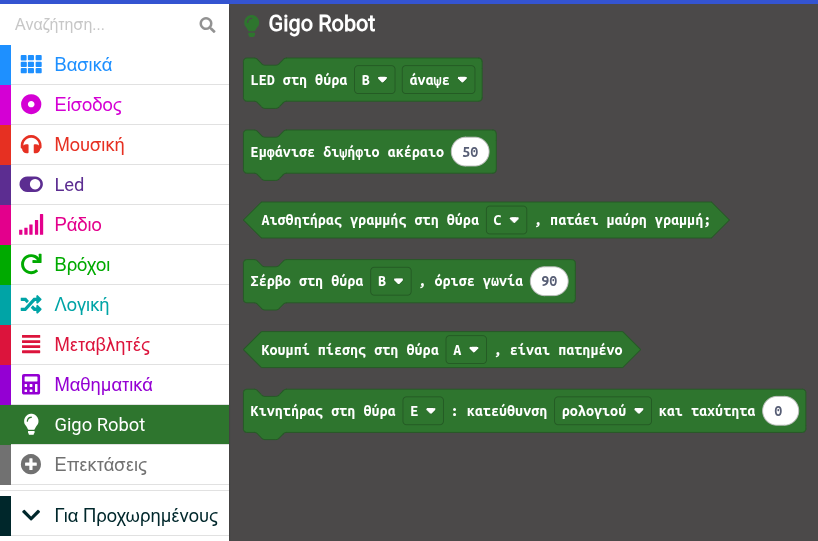 Αναζήτηση...
Βασικά
Είσοδος
Μουσική
Led
Ράδιο
Βρόχοι
Λογική
Μεταβλητές
Μαθηματικά
Gigo Robot
Επεκτάσεις
Για Προχωρημένους
Gigo Robot
LED στη θύρα B άναψε
Εμφάνισε διψήφιο ακέραιο 50
Αισθητήρας γραμμής στη θύρα C , πατάει μαύρη γραμμή;
Σέρβο στη θύρα B , όρισε γωνία 90
Κουμπί πίεσης στη θύρα A , είναι πατημένο
Κινητήρας στη θύρα E : κατεύθυνση ρολογιού και ταχύτητα 0